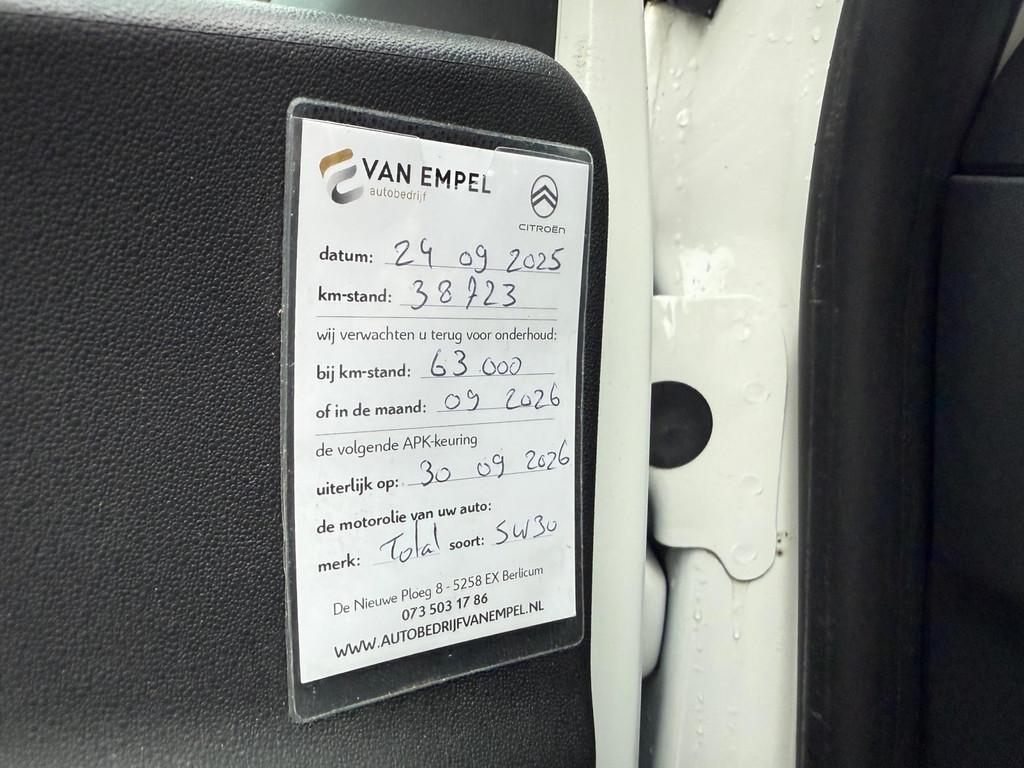 VAN EMPEL
autobedrijf
CITROËN
datum: 24 09 2025
km-stand: 38723
wij verwachten u terug voor onderhoud:
bij km-stand: 63 000
of in de maand: 09 2026
de volgende APK-keuring
uiterlijk op: 30 09 2026
de motorolie van uw auto:
merk: Total soort: 5W30
De Nieuwe Ploeg 8 - 5258 EX Berlicum
073 503 17 86
WWW.AUTOBEDRIJFVANEMPEL.NL